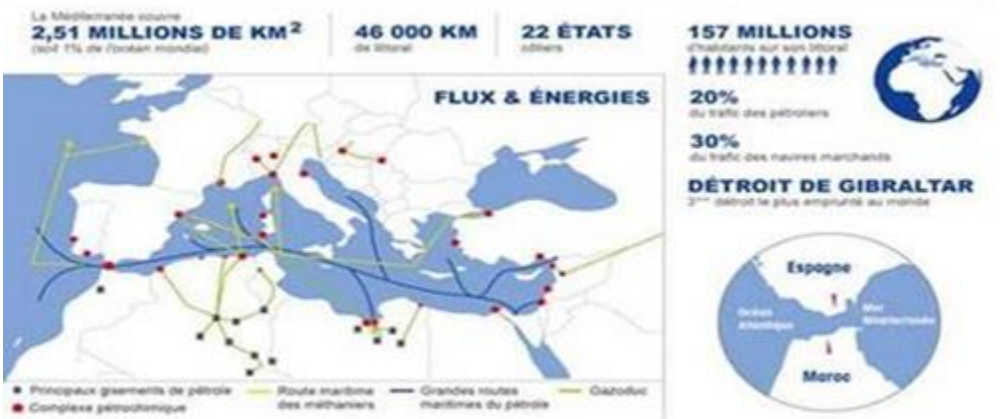 La Méditerranée couvre
2,51 MILLIONS DE KM²
(soit 1% de l'océan mondial)
46 000 KM
de littoral
22 ÉTATS
côtiers
157 MILLIONS
d'habitants sur son littoral
20%
du trafic des pétroliers
30%
du trafic des navires marchands
DÉTROIT DE GIBRALTAR
détroit le plus emprunté au monde
FLUX & ÉNERGIES
Espagne
Océan
Atlantique
Mer
Méditerranée
Maroc
Principaux gisements de pétrole
Complexe pétrochimique
Route maritime
des méthaniers
Grandes routes
maritimes du pétrole
Gazoduc